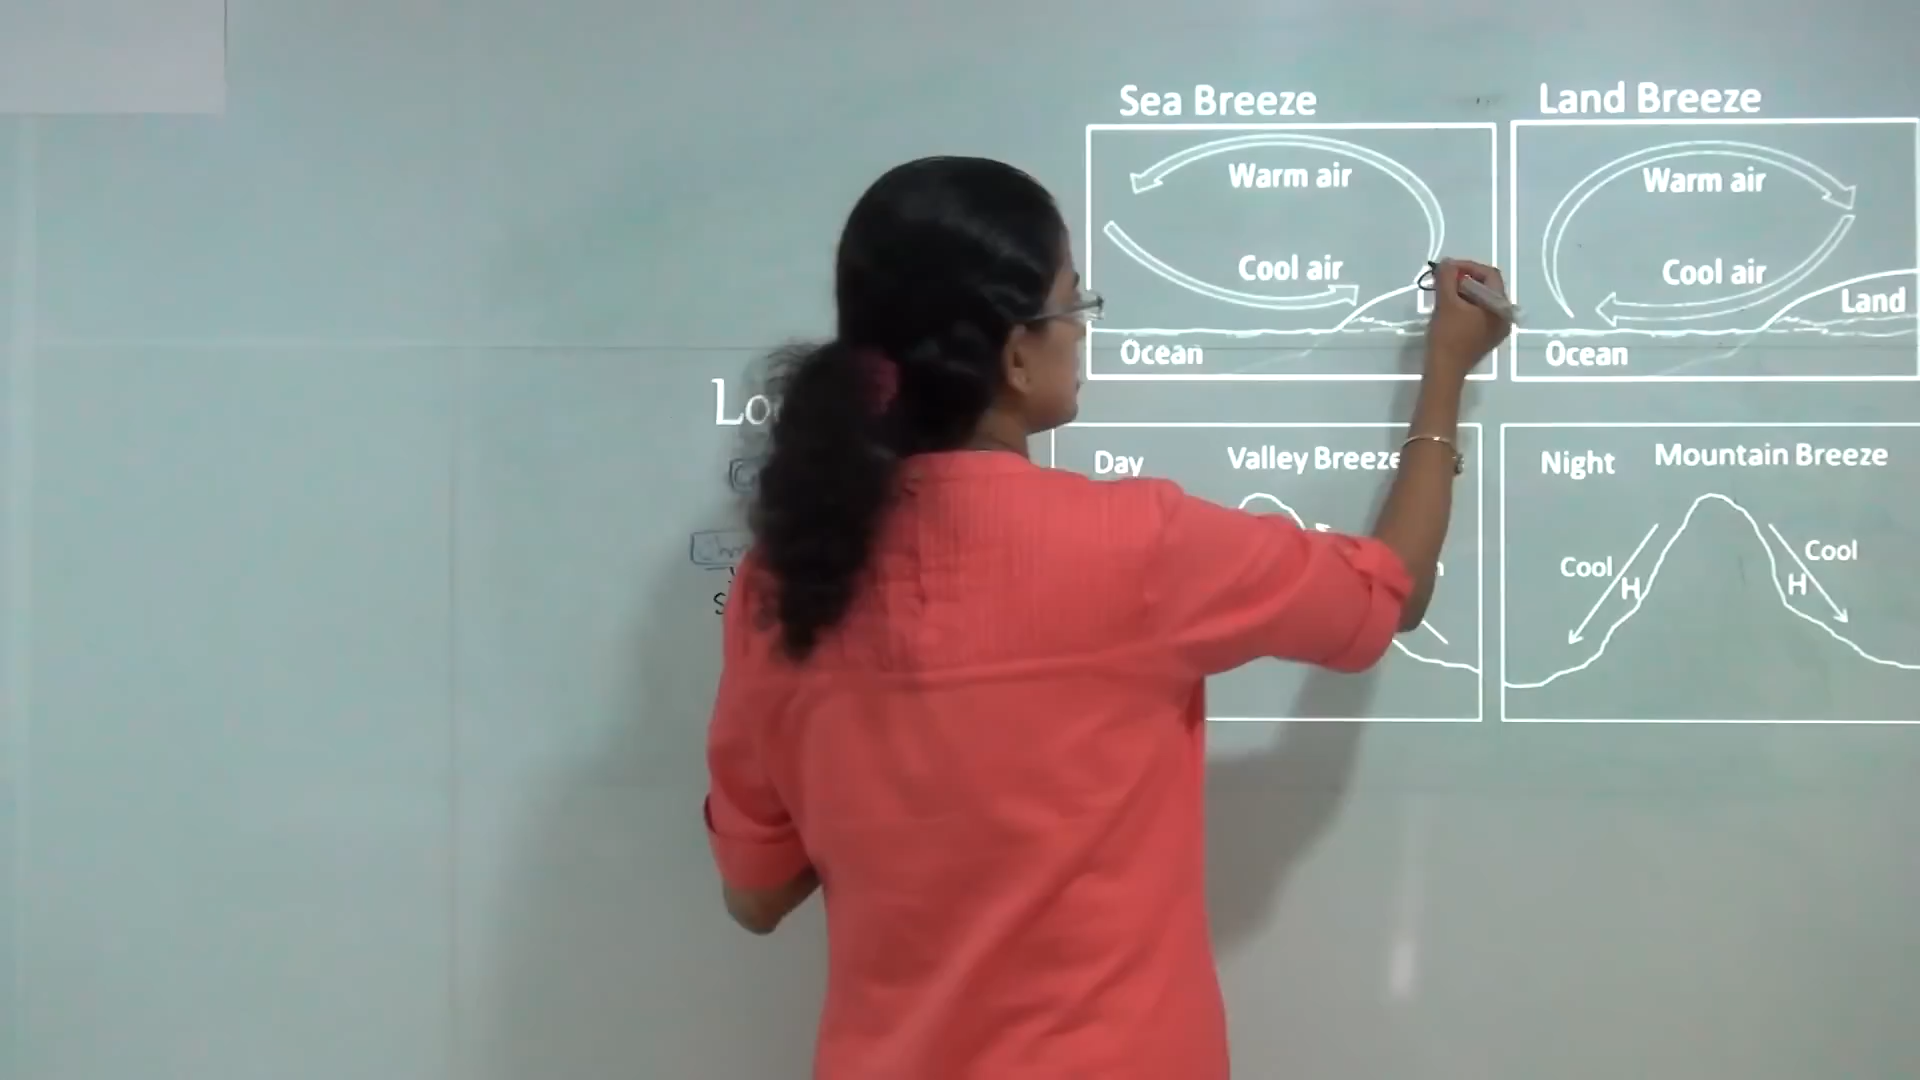 Sea Breeze
Warm air
Cool air
Ocean
Land Breeze
Warm air
Cool air
Land
Ocean
Day
Valley Breeze
Night
Mountain Breeze
Cool
H
H
Cool